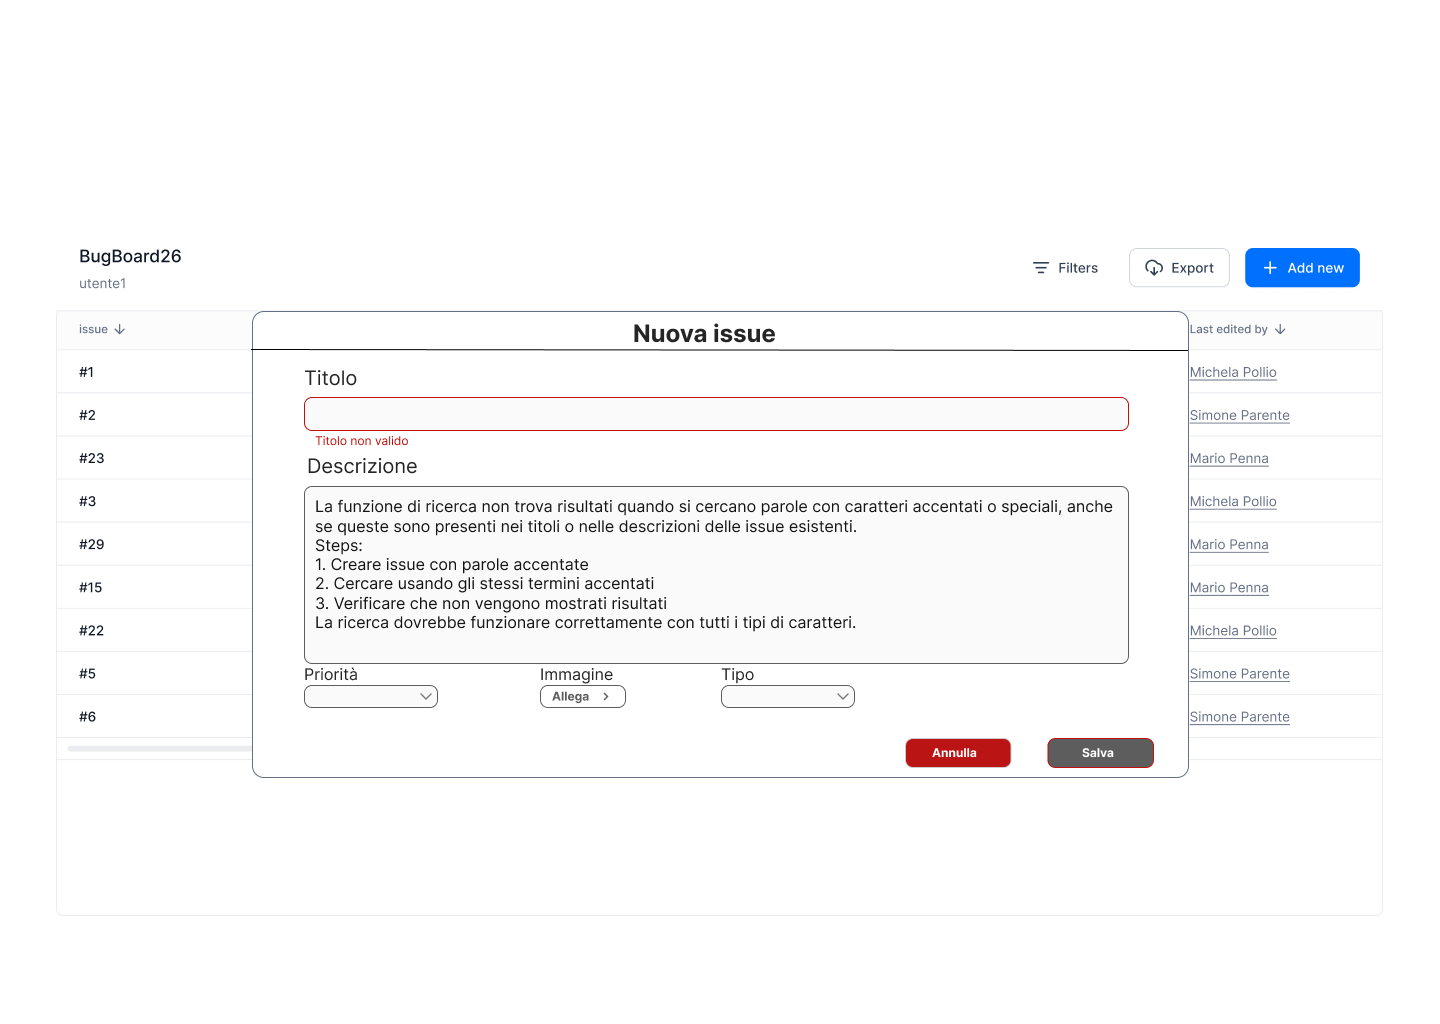 BugBoard26
utente1
Filters
Export
Add new
issue
Last edited by
#1
Michela Pollio
#2
Simone Parente
#23
Mario Penna
#3
Michela Pollio
#29
Mario Penna
#15
Mario Penna
#22
Michela Pollio
#5
Simone Parente
#6
Simone Parente
Nuova issue
Titolo
Titolo non valido
Descrizione
La funzione di ricerca non trova risultati quando si cercano parole con caratteri accentati o speciali, anche
se queste sono presenti nei titoli o nelle descrizioni delle issue esistenti.
Steps:
1. Creare issue con parole accentate
2. Cercare usando gli stessi termini accentati
3. Verificare che non vengono mostrati risultati
La ricerca dovrebbe funzionare correttamente con tutti i tipi di caratteri.
Priorità
Immagine
Tipo
Allega
Annulla
Salva